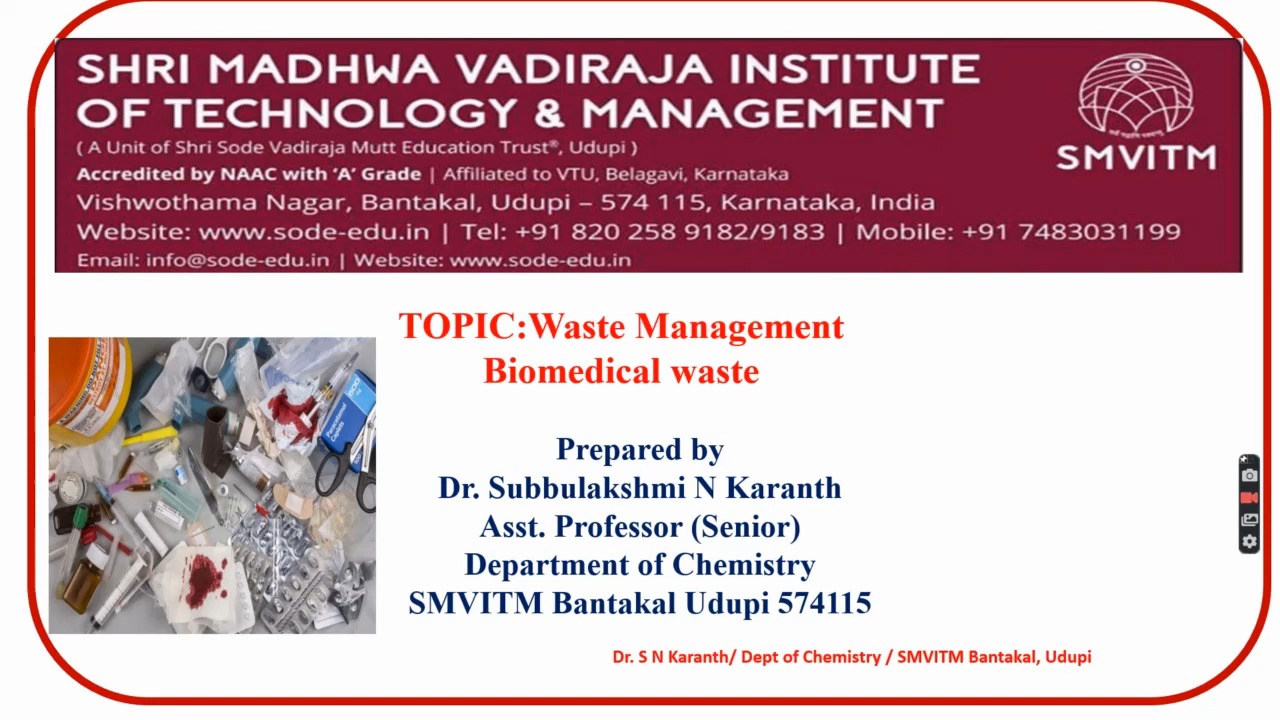 SHRI MADHWA VADIRAJA INSTITUTE
OF TECHNOLOGY & MANAGEMENT
( A Unit of Shri Sode Vadiraja Mutt Education Trust®, Udupi )
Accredited by NAAC with ‘A’ Grade | Affiliated to VTU, Belagavi, Karnataka
Vishwothama Nagar, Bantakal, Udupi – 574 115, Karnataka, India
Website: www.sode-edu.in | Tel: +91 820 258 9182/9183 | Mobile: +91 7483031199
Email: info@sode-edu.in | Website: www.sode-edu.in
SMVITM
TOPIC:Waste Management
Biomedical waste
Prepared by
Dr. Subbulakshmi N Karanth
Asst. Professor (Senior)
Department of Chemistry
SMVITM Bantakal Udupi 574115
Paracetamol
Caplets
500
Dr. S N Karanth/ Dept of Chemistry / SMVITM Bantakal, Udupi